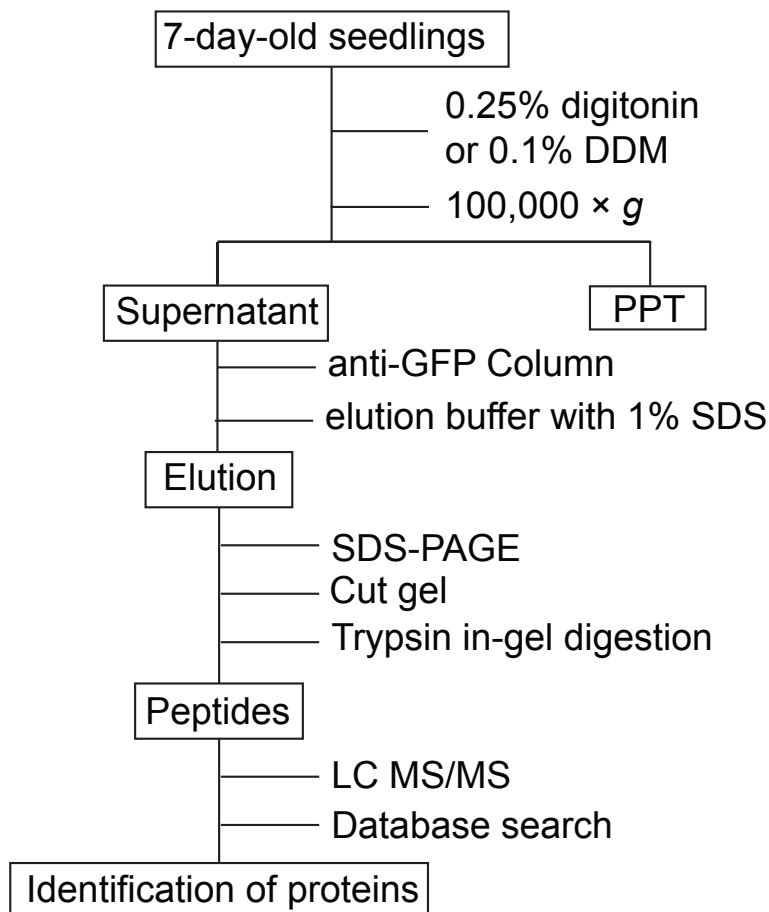 7-day-old seedlings
0.25% digitonin
or 0.1% DDM
100,000 × g
Supernatant
PPT
anti-GFP Column
elution buffer with 1% SDS
Elution
SDS-PAGE
Cut gel
Trypsin in-gel digestion
Peptides
LC MS/MS
Database search
Identification of proteins